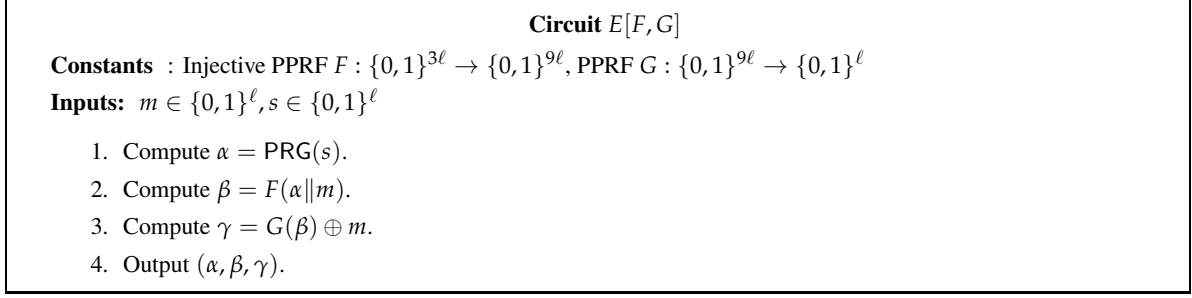 Circuit E[F, G]
Constants : Injective PPRF F : {0, 1}^{3ℓ} → {0, 1}^{9ℓ}, PPRF G : {0, 1}^{9ℓ} → {0, 1}^ℓ
Inputs: m ∈ {0, 1}^ℓ, s ∈ {0, 1}^ℓ
1. Compute α = PRG(s).
2. Compute β = F(α∥m).
3. Compute γ = G(β) ⊕ m.
4. Output (α, β, γ).